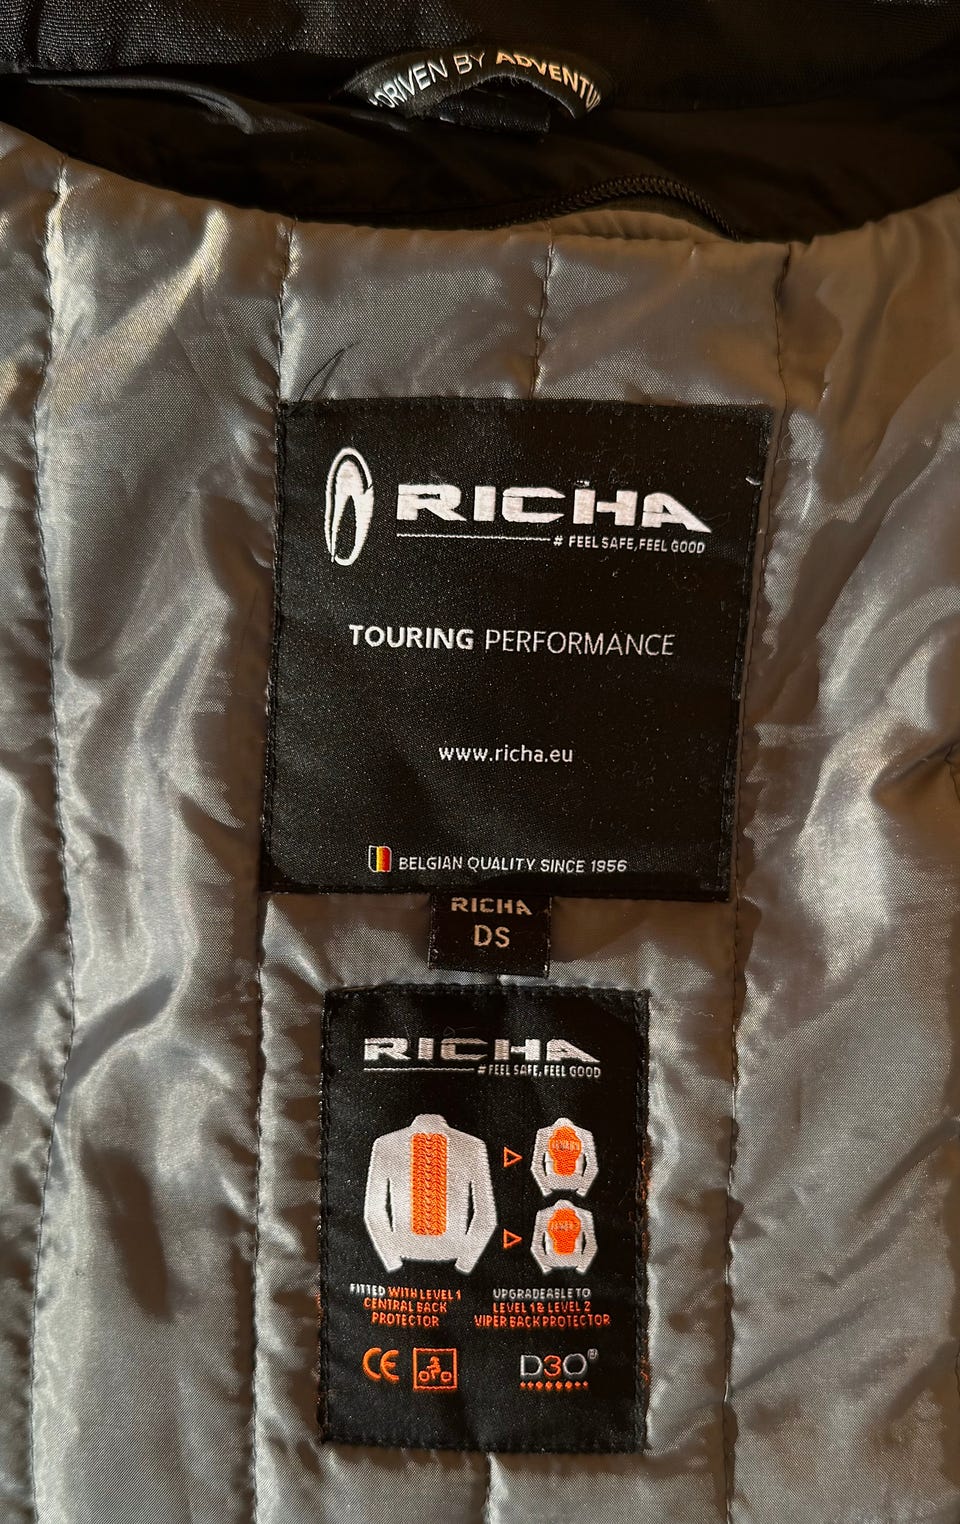 DRIVEN BY ADVENTU
RICHA
# FEEL SAFE, FEEL GOOD
TOURING PERFORMANCE
www.richa.eu
BELGIAN QUALITY SINCE 1956
RICHA
DS
RICHA
# FEEL SAFE, FEEL GOOD
FITTED WITH LEVEL 1
CENTRAL BACK
PROTECTOR
UPGRADEABLE TO
LEVEL 1 & LEVEL 2
VIPER BACK PROTECTOR
CE
D3O®